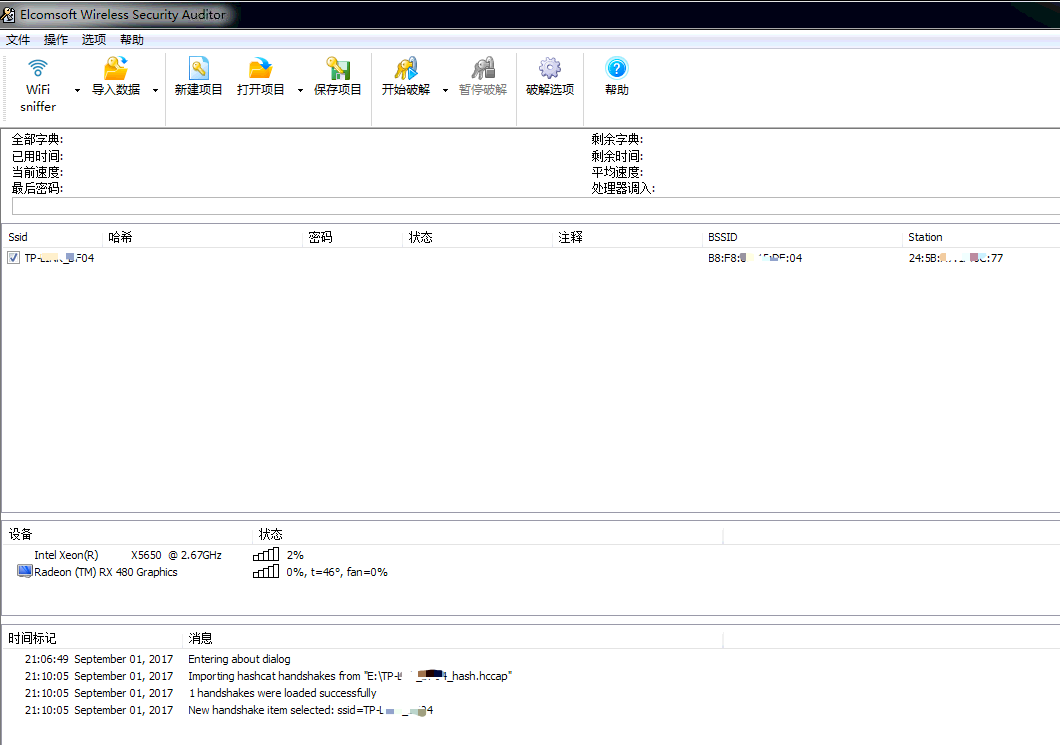 Elcomsoft Wireless Security Auditor
文件 操作 选项 帮助
WiFi sniffer 导入数据 新建项目 打开项目 保存项目 开始破解 暂停破解 破解选项 帮助
全部字典: 剩余字典:
已用时间: 剩余时间:
当前速度: 平均速度:
最后密码: 处理器调入:
Ssid 哈希 密码 状态 注释 BSSID Station
TP- F04 B8:F8: :04 24:5B: :77
设备 状态
Intel Xeon(R) X5650 @ 2.67GHz 2%
Radeon (TM) RX 480 Graphics 0%, t=46°, fan=0%
时间标记 消息
21:06:49 September 01, 2017 Entering about dialog
21:10:05 September 01, 2017 Importing hashcat handshakes from "E:\TP-L _hash.hccap"
21:10:05 September 01, 2017 1 handshakes were loaded successfully
21:10:05 September 01, 2017 New handshake item selected: ssid=TP-L 4